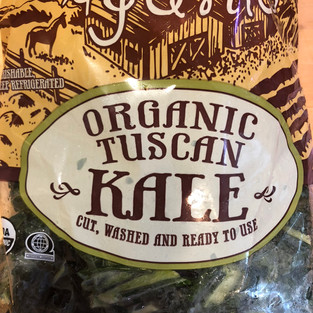 ORGANIC
TUSCAN
KALE
CUT, WASHED AND READY TO USE